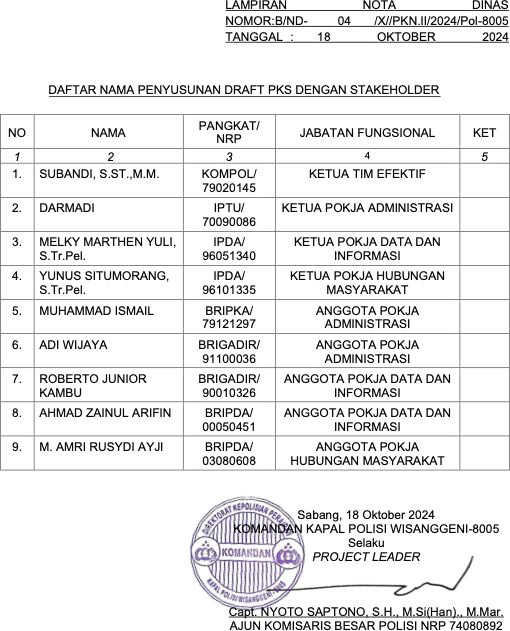 LAMPIRAN NOTA DINAS
NOMOR:B/ND- 04 /X//PKN.II/2024/Pol-8005
TANGGAL : 18 OKTOBER 2024
DAFTAR NAMA PENYUSUNAN DRAFT PKS DENGAN STAKEHOLDER
NO NAMA PANGKAT/ JABATAN FUNGSIONAL KET
NRP
1 2 3 4 5
1. SUBANDI, S.ST.,M.M. KOMPOL/ KETUA TIM EFEKTIF
79020145
2. DARMADI IPTU/ KETUA POKJA ADMINISTRASI
70090086
3. MELKY MARTHEN YULI, IPDA/ KETUA POKJA DATA DAN
S.Tr.Pel. 96051340 INFORMASI
4. YUNUS SITUMORANG, IPDA/ KETUA POKJA HUBUNGAN
S.Tr.Pel. 96101335 MASYARAKAT
5. MUHAMMAD ISMAIL BRIPKA/ ANGGOTA POKJA
79121297 ADMINISTRASI
6. ADI WIJAYA BRIGADIR/ ANGGOTA POKJA
91100036 ADMINISTRASI
7. ROBERTO JUNIOR BRIGADIR/ ANGGOTA POKJA DATA DAN
KAMBU 90010326 INFORMASI
8. AHMAD ZAINUL ARIFIN BRIPDA/ ANGGOTA POKJA DATA DAN
00050451 INFORMASI
9. M. AMRI RUSYDI AYJI BRIPDA/ ANGGOTA POKJA
03080608 HUBUNGAN MASYARAKAT
Sabang, 18 Oktober 2024
KOMANDAN KAPAL POLISI WISANGGENI-8005
Selaku
PROJECT LEADER
DIREKTORAT KEPOLISIAN PERAIRAN
KOMANDAN
KAPAL POLISI WISANGGENI-8005
Capt. NYOTO SAPTONO, S.H., M.Si(Han)., M.Mar.
AJUN KOMISARIS BESAR POLISI NRP 74080892